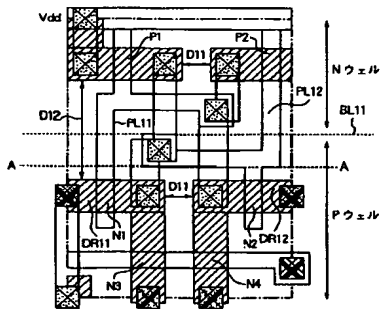 Vdd
P1
P2
D11
Nウェル
D12
PL11
PL12
BL11
A
A
D11
Pウェル
DR11
N1
N2
DR12
N3
N4